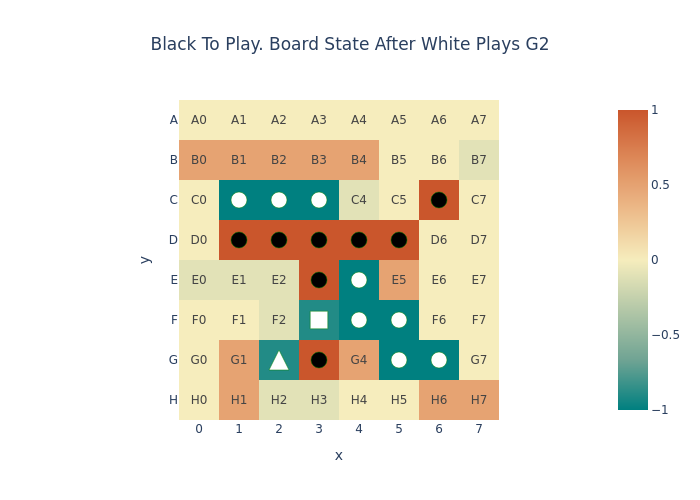 Black To Play. Board State After White Plays G2
A A0 A1 A2 A3 A4 A5 A6 A7
B B0 B1 B2 B3 B4 B5 B6 B7
C C0 C4 C5 C7
D D0 D6 D7
E E0 E1 E2 E5 E6 E7
F F0 F1 F2 F6 F7
G G0 G1 G4 G7
H H0 H1 H2 H3 H4 H5 H6 H7
0 1 2 3 4 5 6 7
x
y
1
0.5
0
−0.5
−1